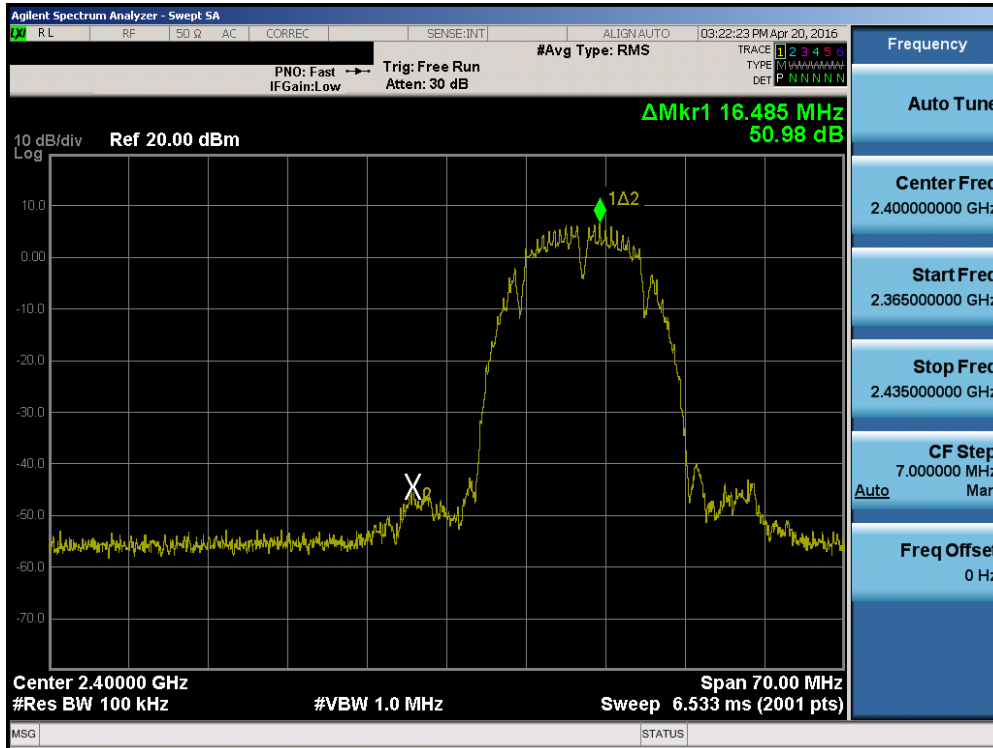 Agilent Spectrum Analyzer - Swept SA
LXI RL RF 50 Ω AC CORREC SENSE:INT ALIGN AUTO 03:22:23 PM Apr 20, 2016
#Avg Type: RMS TRACE 1 2 3 4 5 6
PNO: Fast Trig: Free Run TYPE M
IFGain:Low Atten: 30 dB DET P N N N N N
ΔMkr1 16.485 MHz
10 dB/div Ref 20.00 dBm 50.98 dB
Log
1Δ2
10.0
0.00
-10.0
-20.0
-30.0
-40.0
X2
-50.0
-60.0
-70.0
Center 2.40000 GHz Span 70.00 MHz
#Res BW 100 kHz #VBW 1.0 MHz Sweep 6.533 ms (2001 pts)
MSG STATUS
Frequency
Auto Tune
Center Freq
2.400000000 GHz
Start Freq
2.365000000 GHz
Stop Freq
2.435000000 GHz
CF Step
7.000000 MHz
Auto Man
Freq Offset
0 Hz